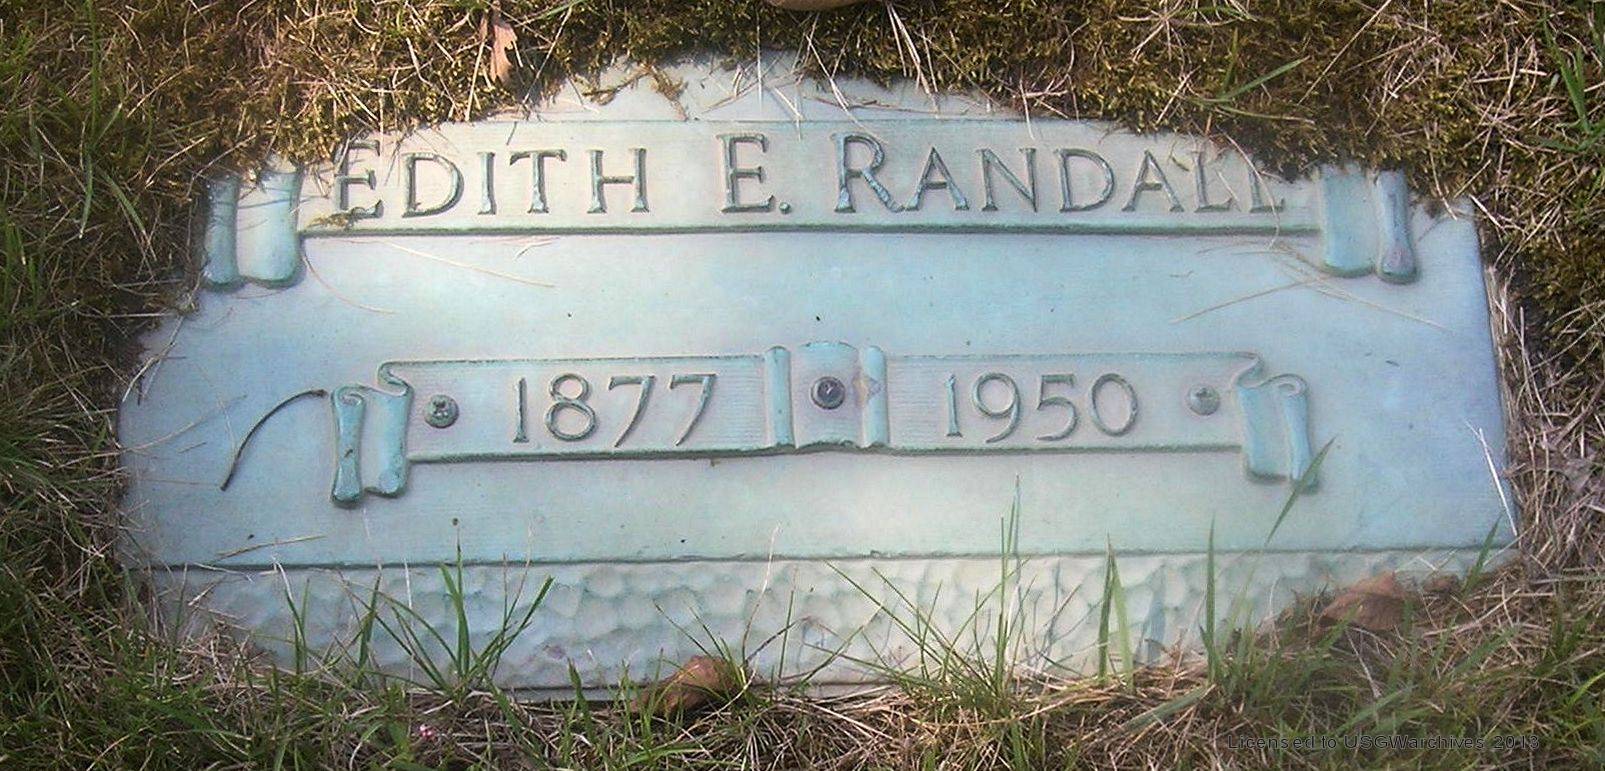 EDITH E. RANDALL
1877 1950
Licensed to USGWarchives 2013